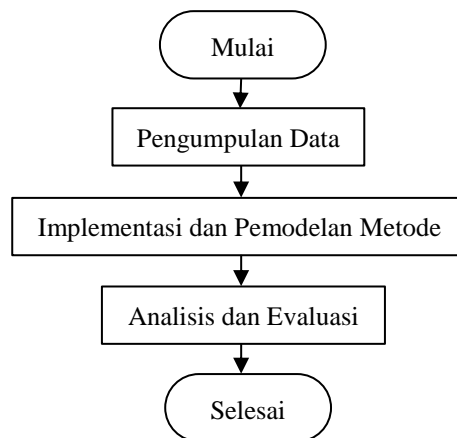 Mulai
Pengumpulan Data
Implementasi dan Pemodelan Metode
Analisis dan Evaluasi
Selesai